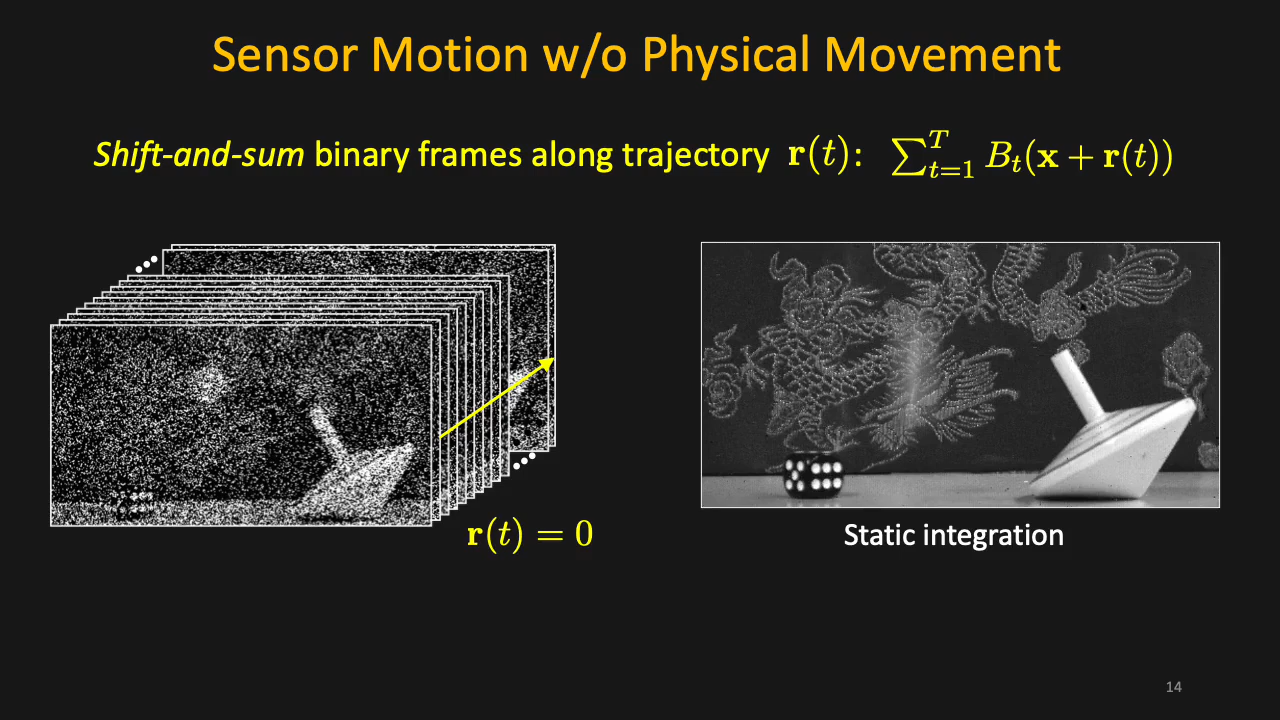 Sensor Motion w/o Physical Movement
Shift-and-sum binary frames along trajectory r(t): ∑_{t=1}^{T} B_t(x + r(t))
r(t) = 0
Static integration
14